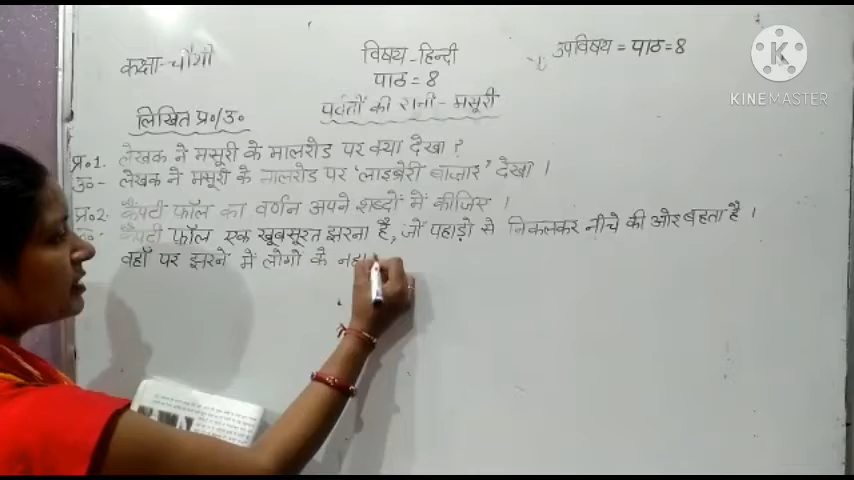 कक्षा-चौथी
विषय-हिन्दी
उपविषय = पाठ=8
पाठ = 8
पर्वतों की रानी-मसूरी
लिखित प्र०/उ०
प्र०1. लेखक ने मसूरी के मालरोड पर क्या देखा ?
उ०- लेखक ने मसूरी के मालरोड पर 'लाइब्रेरी बाज़ार' देखा ।
प्र०2. कैंपटी फॉल का वर्णन अपने शब्दों में कीजिए ।
उ०- कैंपटी फॉल एक खूबसूरत झरना है, जो पहाड़ो से निकलकर नीचे की ओर बहता है ।
वहाँ पर झरने में लोगो के नहा
K
KINEMASTER